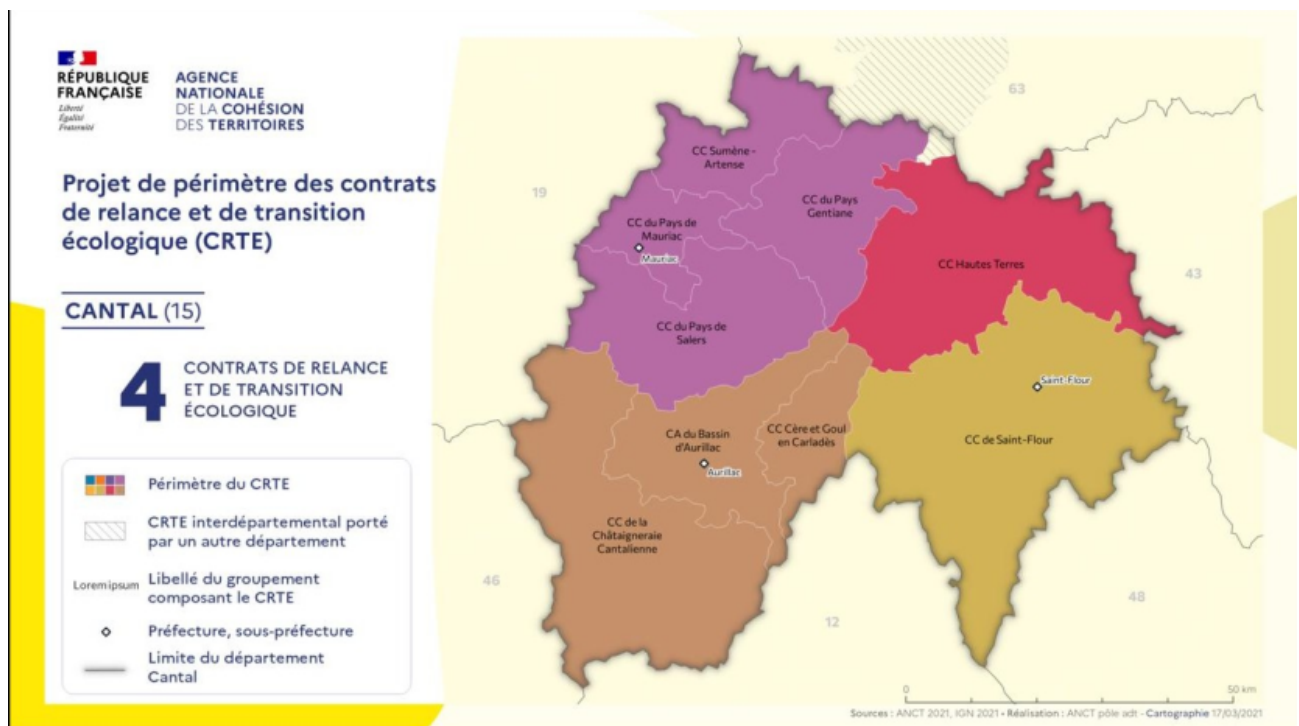 RÉPUBLIQUE
FRANÇAISE
Liberté
Égalité
Fraternité
AGENCE
NATIONALE
DE LA COHÉSION
DES TERRITOIRES
Projet de périmètre des contrats
de relance et de transition
écologique (CRTE)
CANTAL (15)
4
CONTRATS DE RELANCE
ET DE TRANSITION
ÉCOLOGIQUE
Périmètre du CRTE
CRTE interdépartemental porté
par un autre département
Loremipsum
Libellé du groupement
composant le CRTE
Préfecture, sous-préfecture
Limite du département
Cantal
63
19
43
46
12
48
CC Sumène -
Artense
CC du Pays
Gentiane
CC du Pays de
Mauriac
Mauriac
CC Hautes Terres
CC du Pays de
Salers
Saint-Flour
CC de Saint-Flour
CA du Bassin
d'Aurillac
Aurillac
CC Cère et Goul
en Carladès
CC de la
Châtaigneraie
Cantalienne
0
50 km
Sources : ANCT 2021, IGN 2021 • Réalisation : ANCT pôle adt - Cartographie 17/03/2021